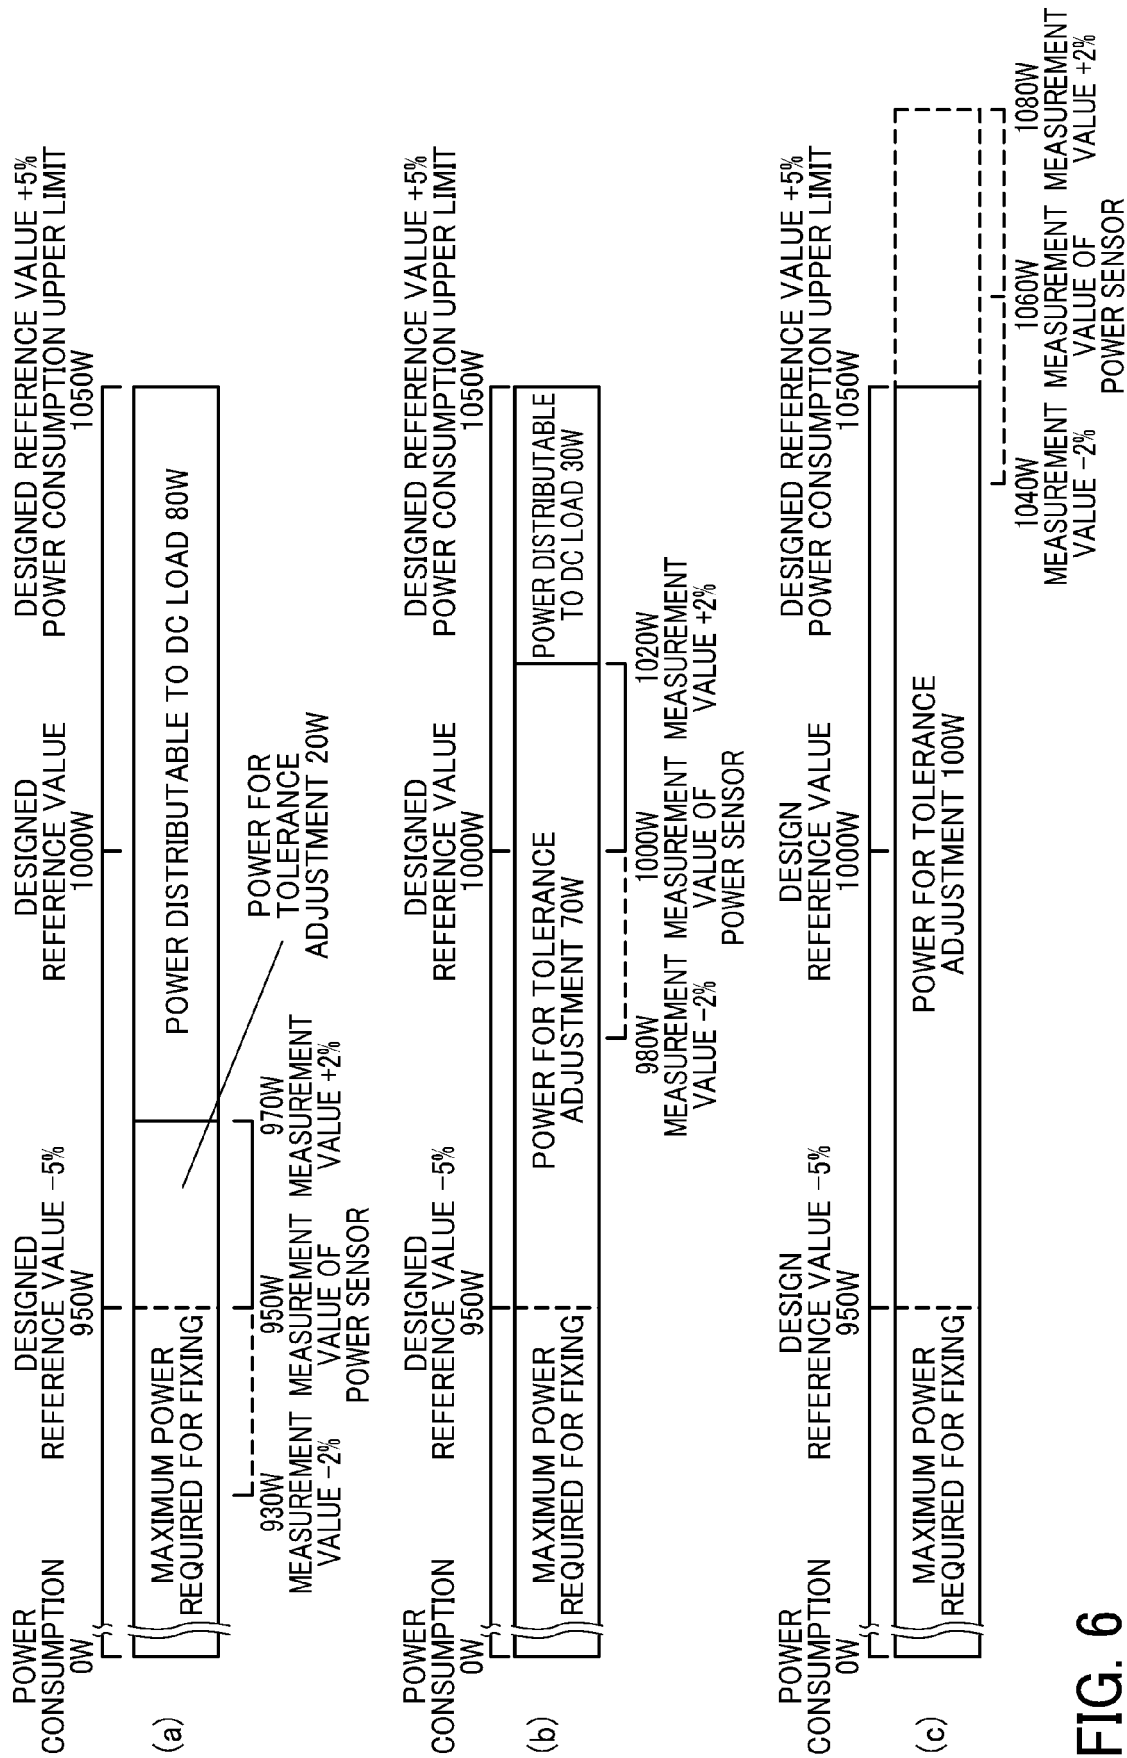 POWER
CONSUMPTION
0W
DESIGNED
REFERENCE VALUE −5%
950W
DESIGNED
REFERENCE VALUE
1000W
DESIGNED REFERENCE VALUE +5%
POWER CONSUMPTION UPPER LIMIT
1050W
(a)
MAXIMUM POWER
REQUIRED FOR FIXING
POWER DISTRIBUTABLE TO DC LOAD 80W
POWER FOR
TOLERANCE
ADJUSTMENT 20W
930W
MEASUREMENT
VALUE −2%
950W
MEASUREMENT
VALUE OF
POWER SENSOR
970W
MEASUREMENT
VALUE +2%
POWER
CONSUMPTION
0W
DESIGNED
REFERENCE VALUE −5%
950W
DESIGNED
REFERENCE VALUE
1000W
DESIGNED REFERENCE VALUE +5%
POWER CONSUMPTION UPPER LIMIT
1050W
(b)
MAXIMUM POWER
REQUIRED FOR FIXING
POWER FOR TOLERANCE
ADJUSTMENT 70W
POWER DISTRIBUTABLE
TO DC LOAD 30W
980W
MEASUREMENT
VALUE −2%
1000W
MEASUREMENT
VALUE OF
POWER SENSOR
1020W
MEASUREMENT
VALUE +2%
POWER
CONSUMPTION
0W
DESIGN
REFERENCE VALUE −5%
950W
DESIGN
REFERENCE VALUE
1000W
DESIGNED REFERENCE VALUE +5%
POWER CONSUMPTION UPPER LIMIT
1050W
(c)
MAXIMUM POWER
REQUIRED FOR FIXING
POWER FOR TOLERANCE
ADJUSTMENT 100W
1040W
MEASUREMENT
VALUE −2%
1060W
MEASUREMENT
VALUE OF
POWER SENSOR
1080W
MEASUREMENT
VALUE +2%
FIG. 6